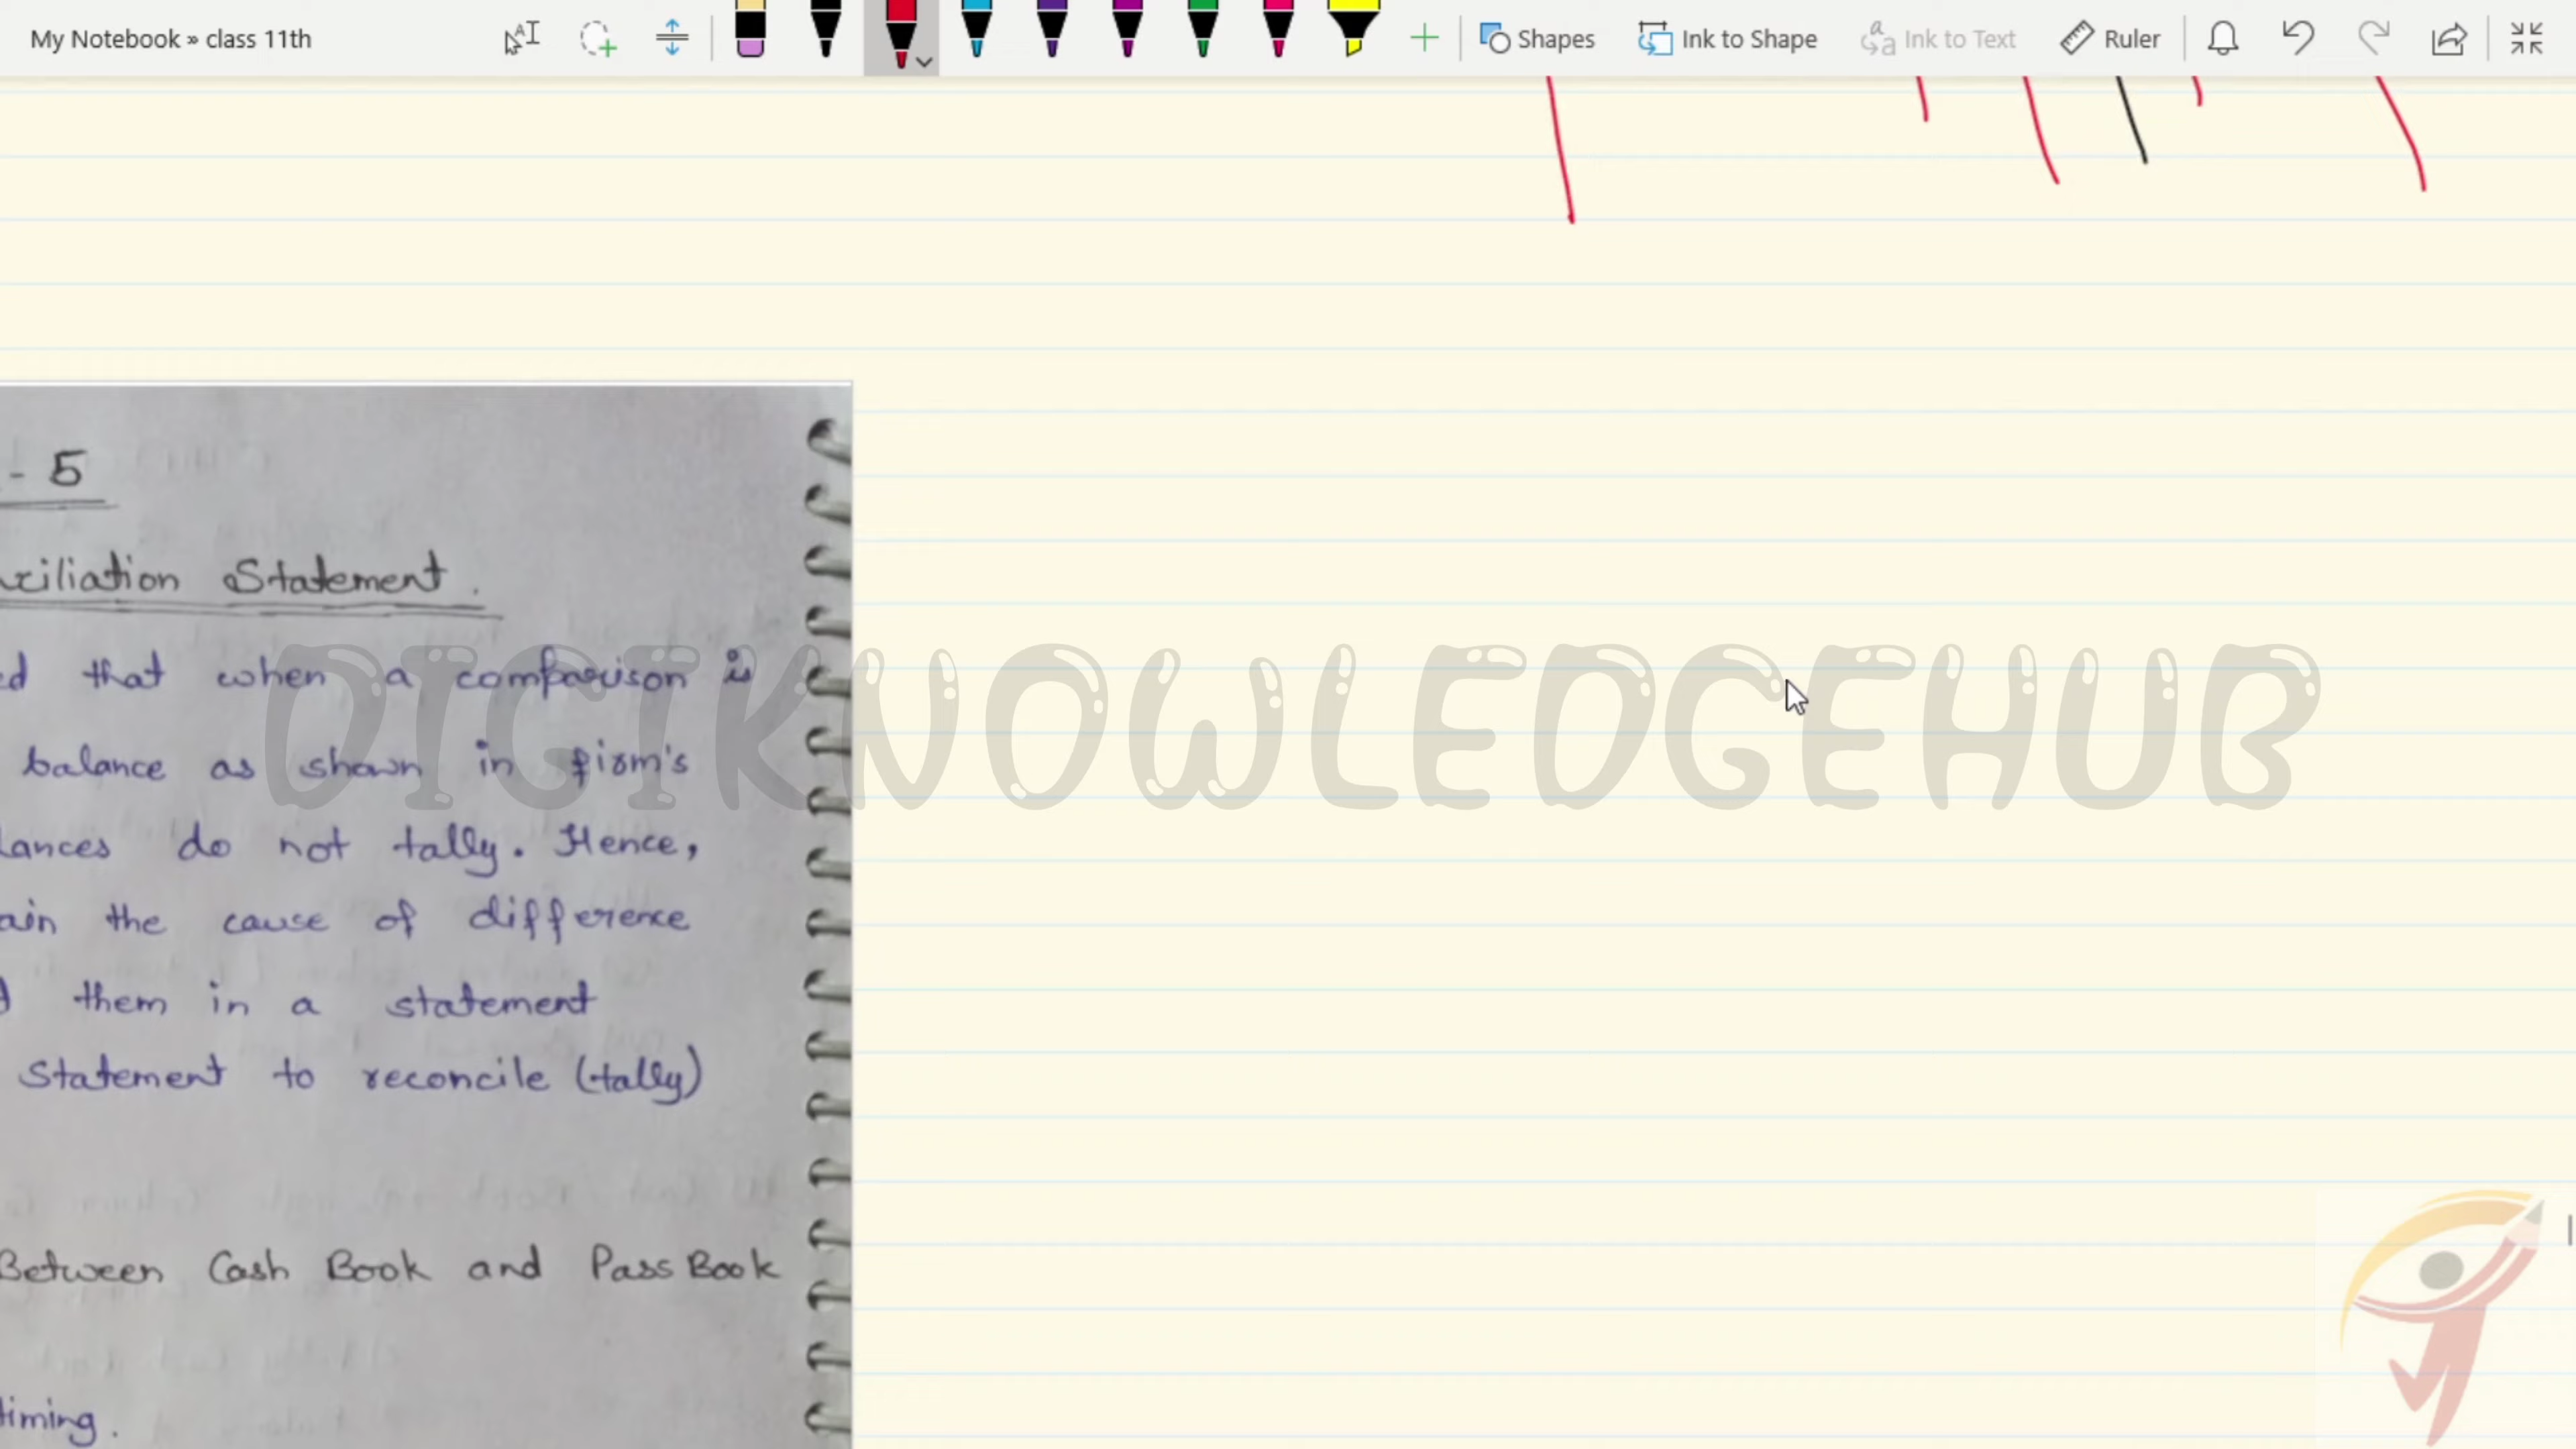 My Notebook » class 11th
Shapes
Ink to Shape
Ink to Text
Ruler
- 5
ciliation Statement.
ed that when a comparison is
balance as shown in firm's
lances do not tally. Hence,
ain the cause of difference
them in a statement
Statement to reconcile (tally)
Between Cash Book and Pass Book
timing.
DIGIKNOWLEDGEHUB